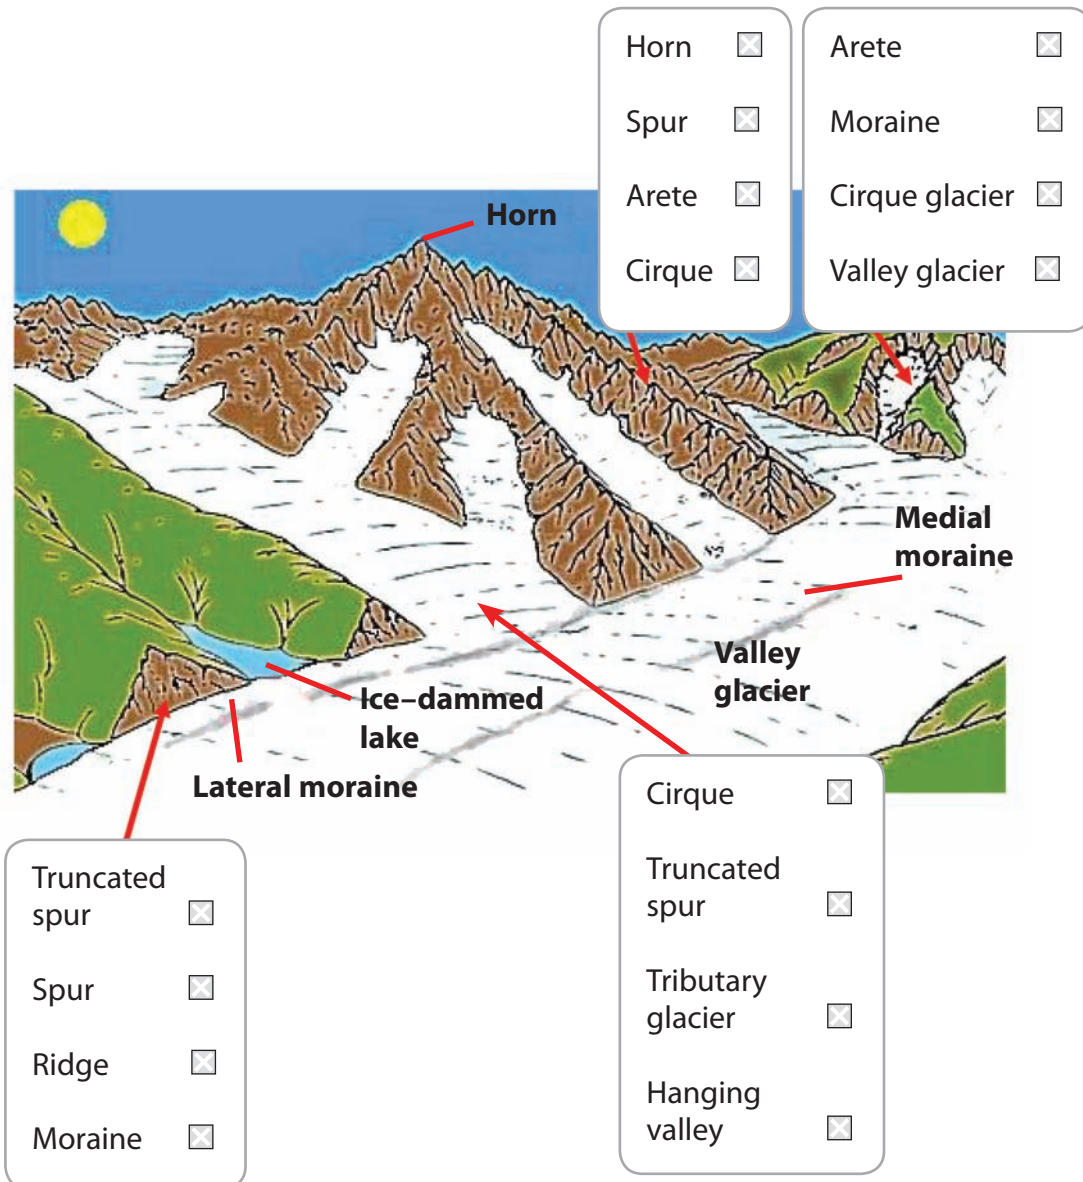 Horn
Spur
Arete
Cirque
Arete
Moraine
Cirque glacier
Valley glacier
Horn
Medial
moraine
Valley
glacier
Ice–dammed
lake
Lateral moraine
Truncated
spur
Spur
Ridge
Moraine
Cirque
Truncated
spur
Tributary
glacier
Hanging
valley